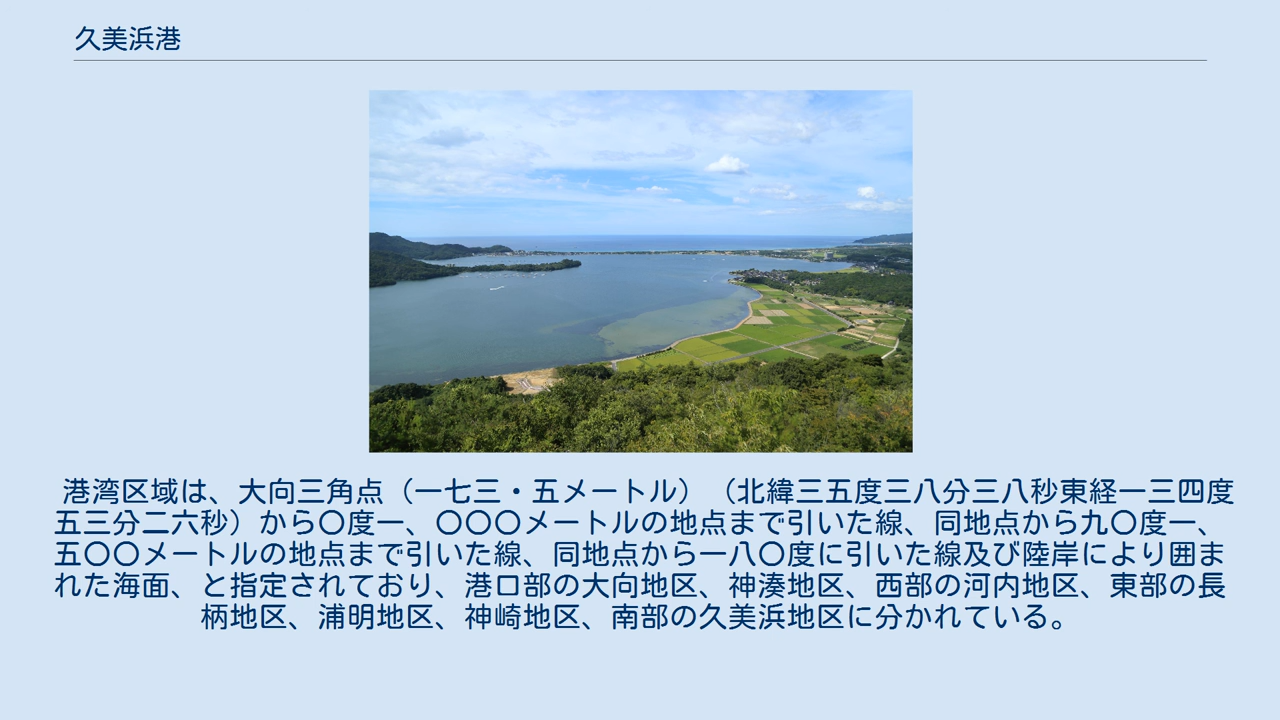 久美浜港
港湾区域は、大向三角点（一七三・五メートル）（北緯三五度三八分三八秒東経一三四度
五三分二六秒）から〇度一、〇〇〇メートルの地点まで引いた線、同地点から九〇度一、
五〇〇メートルの地点まで引いた線、同地点から一八〇度に引いた線及び陸岸により囲ま
れた海面、と指定されており、港口部の大向地区、神湊地区、西部の河内地区、東部の長
柄地区、浦明地区、神崎地区、南部の久美浜地区に分かれている。